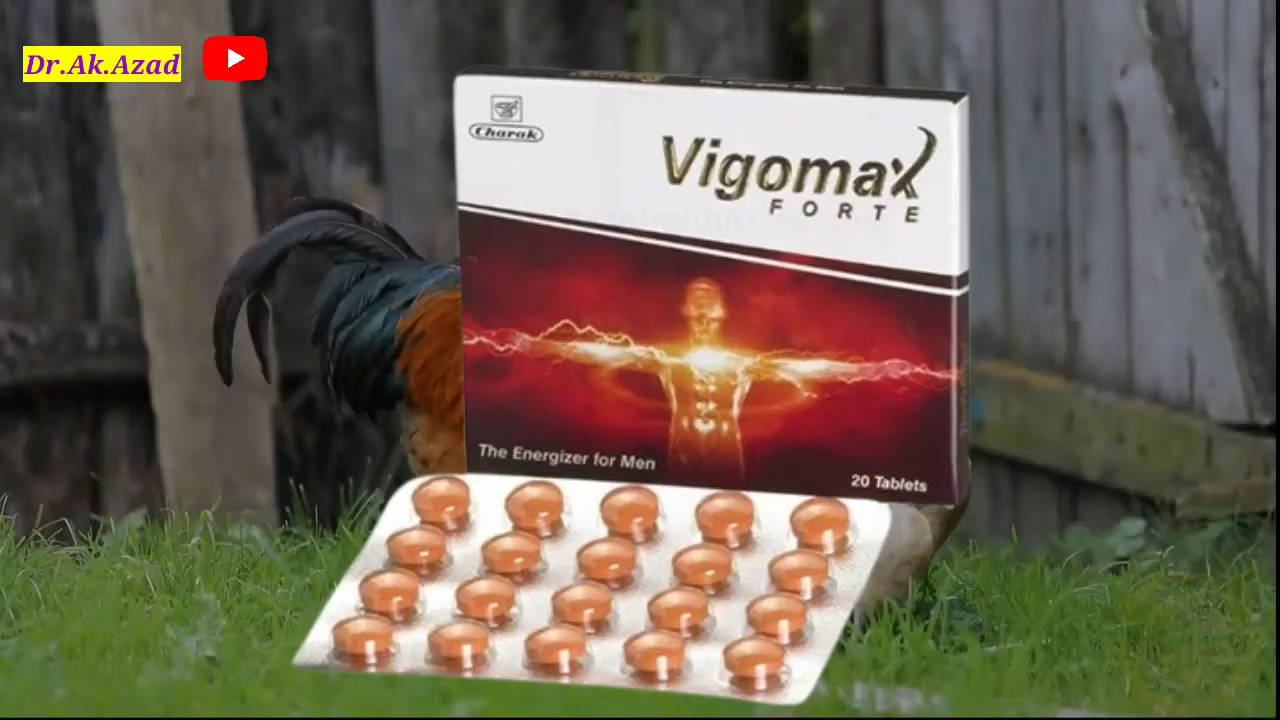 Dr.Ak.Azad
Charak
Vigomax
FORTE
The Energizer for Men
20 Tablets